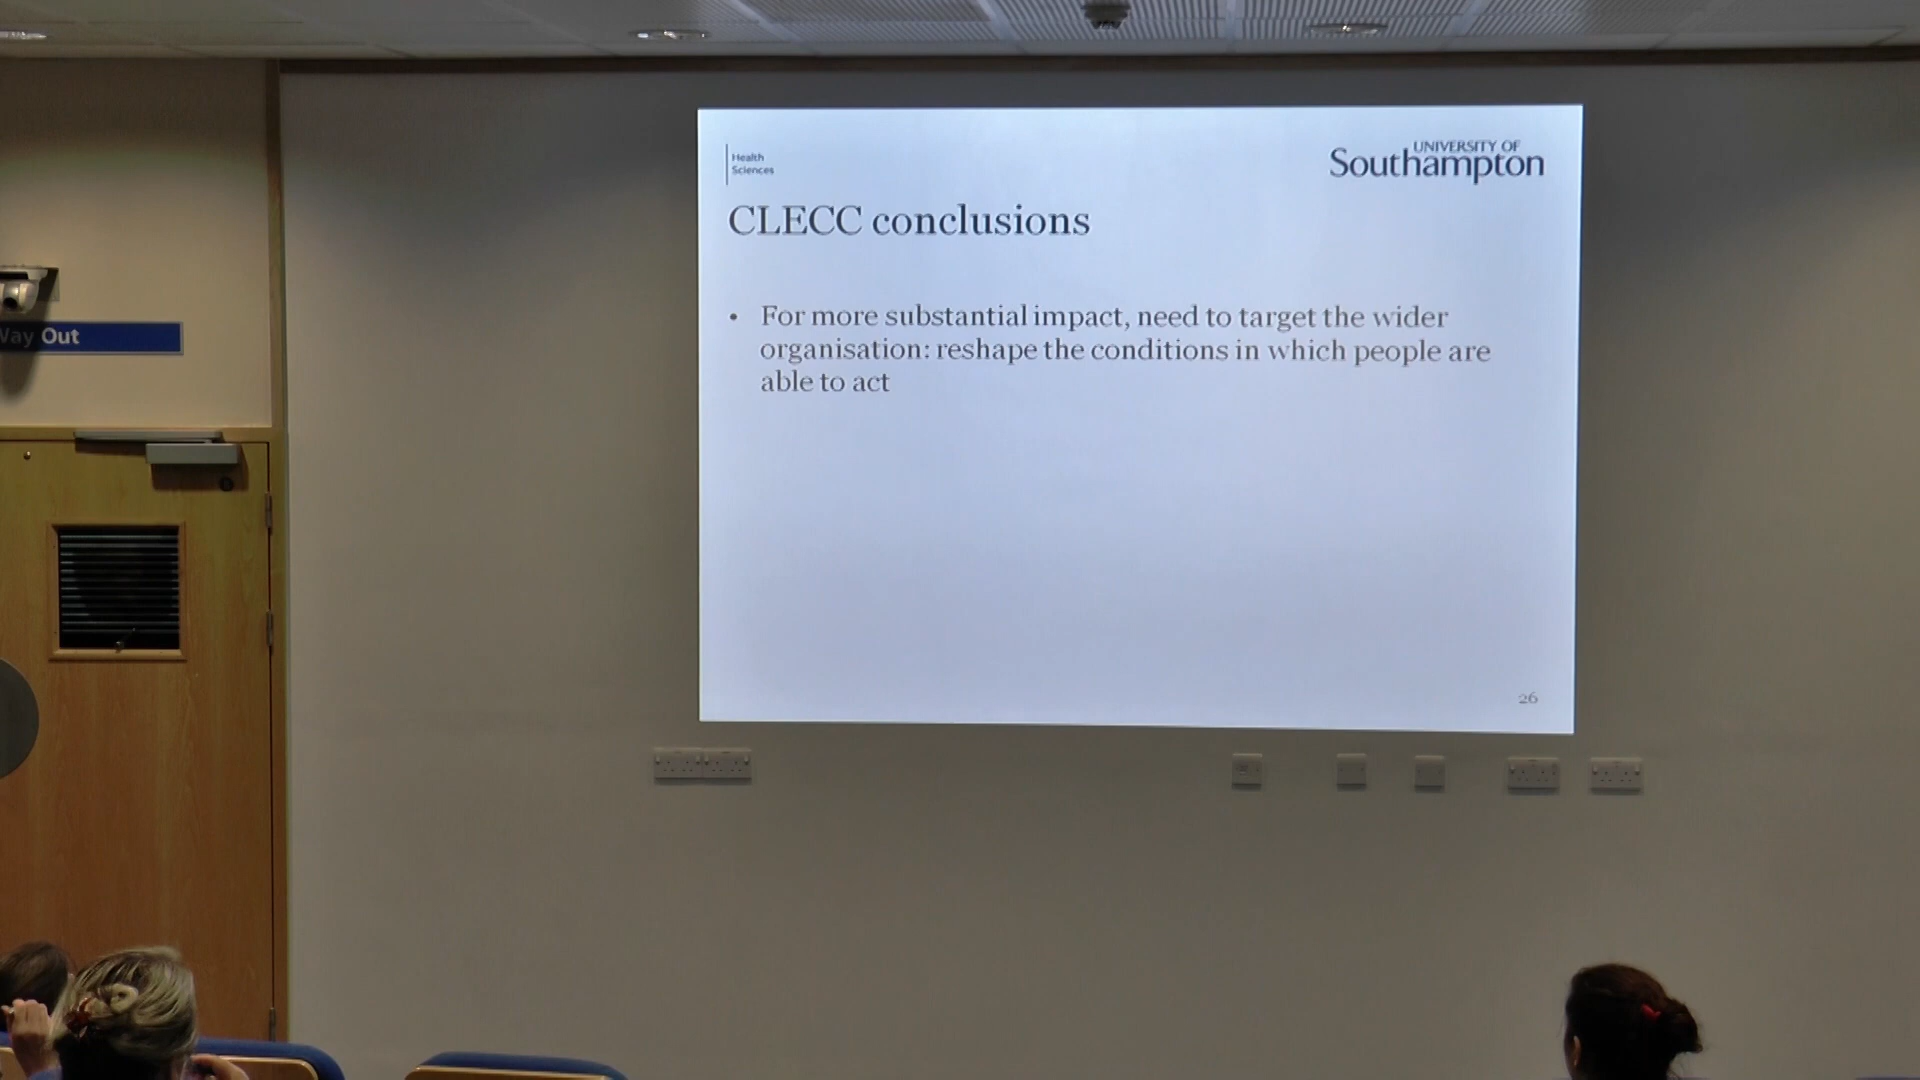 Health
Sciences
UNIVERSITY OF
Southampton
CLECC conclusions
• For more substantial impact, need to target the wider
organisation: reshape the conditions in which people are
able to act
26
Way Out